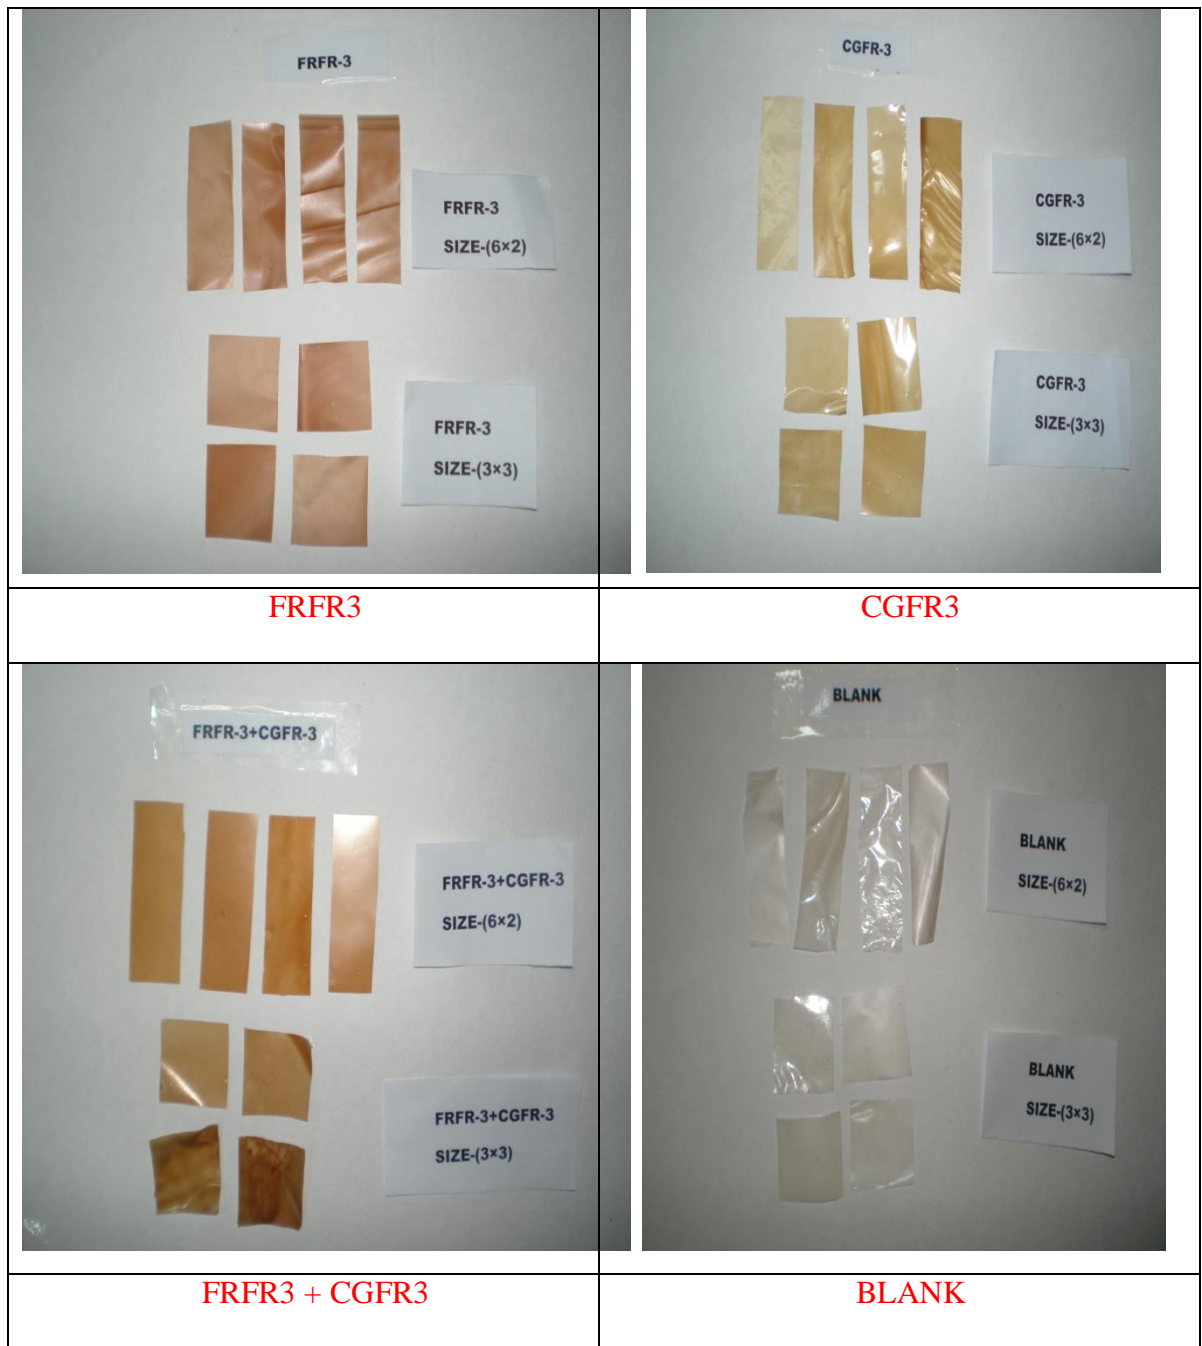 FRFR-3
FRFR-3
SIZE-(6×2)
FRFR-3
SIZE-(3×3)
CGFR-3
CGFR-3
SIZE-(6×2)
CGFR-3
SIZE-(3×3)
FRFR3
CGFR3
FRFR-3+CGFR-3
FRFR-3+CGFR-3
SIZE-(6×2)
FRFR-3+CGFR-3
SIZE-(3×3)
BLANK
BLANK
SIZE-(6×2)
BLANK
SIZE-(3×3)
FRFR3 + CGFR3
BLANK